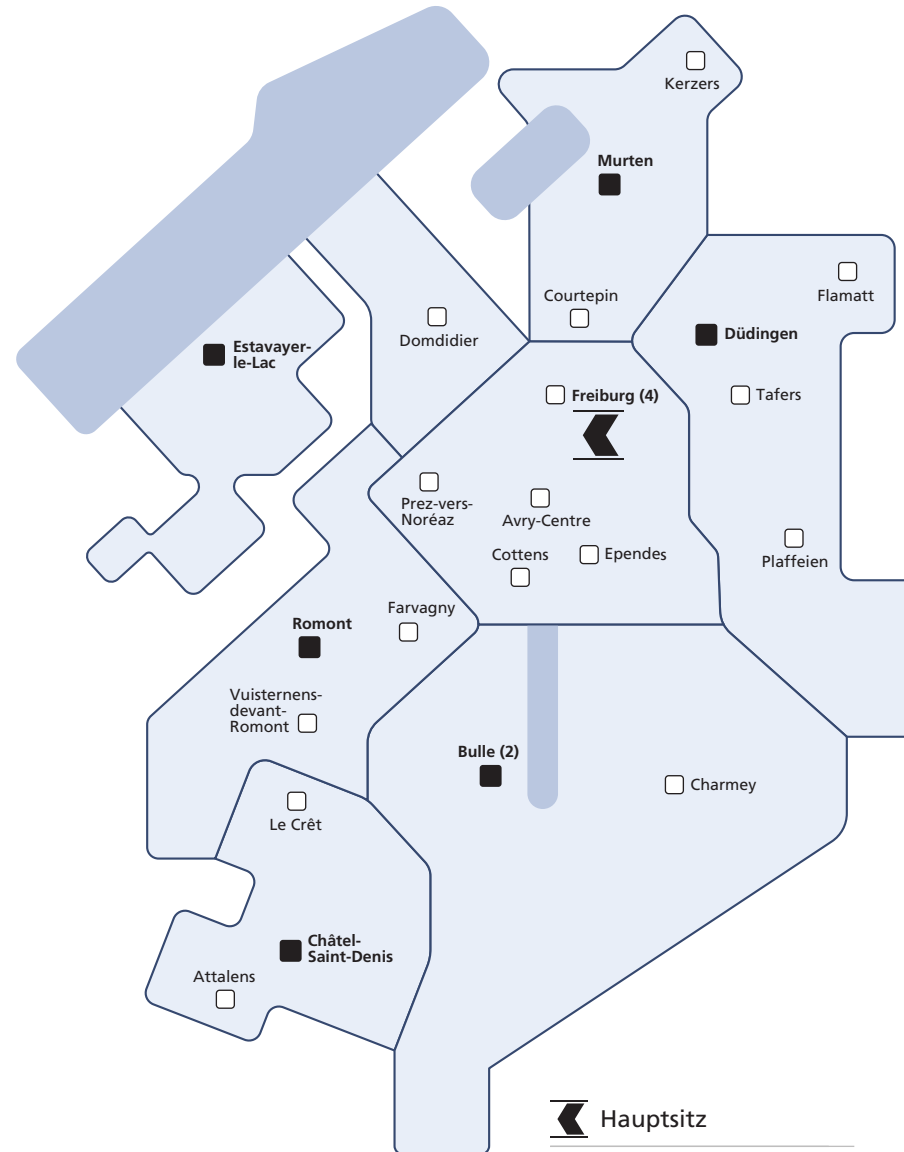 Kerzers
Murten
Flamatt
Courtepin
Düdingen
Domdidier
Estavayer-
le-Lac
Freiburg (4)
Tafers
Prez-vers-
Noréaz
Avry-Centre
Cottens
Ependes
Plaffeien
Farvagny
Romont
Vuisternens-
devant-
Romont
Bulle (2)
Charmey
Le Crêt
Châtel-
Saint-Denis
Attalens
Hauptsitz